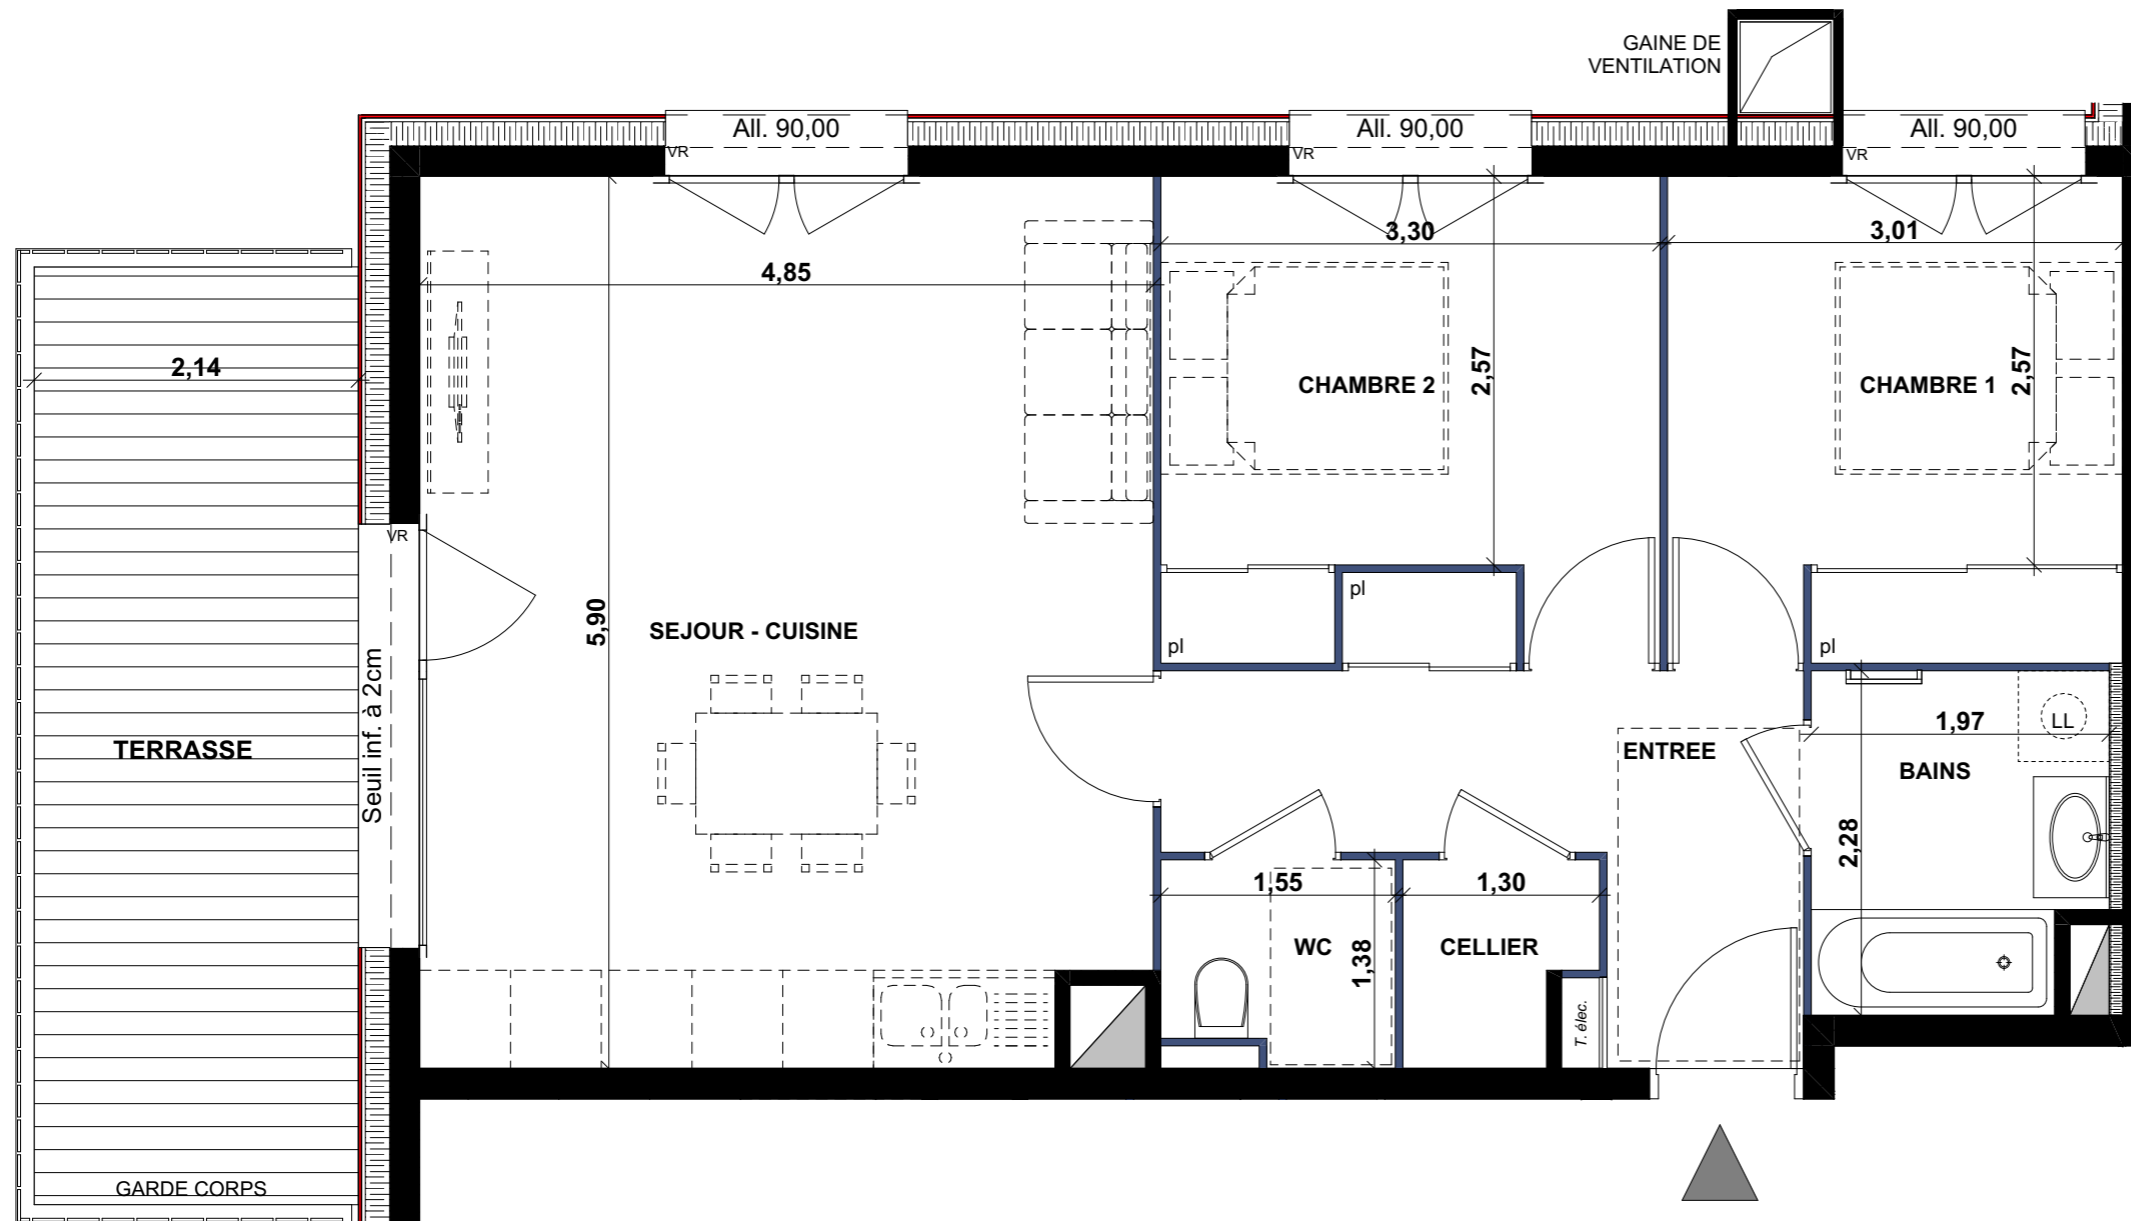 GAINE DE
VENTILATION
All. 90,00
All. 90,00
All. 90,00
VR
VR
VR
3,30
3,01
4,85
2,14
2,57
2,57
CHAMBRE 2
CHAMBRE 1
VR
5,90
SEJOUR - CUISINE
pl
pl
pl
Seuil inf. à 2cm
TERRASSE
ENTREE
1,97
LL
BAINS
2,28
1,55
1,30
WC
1,38
CELLIER
T. élec.
GARDE CORPS